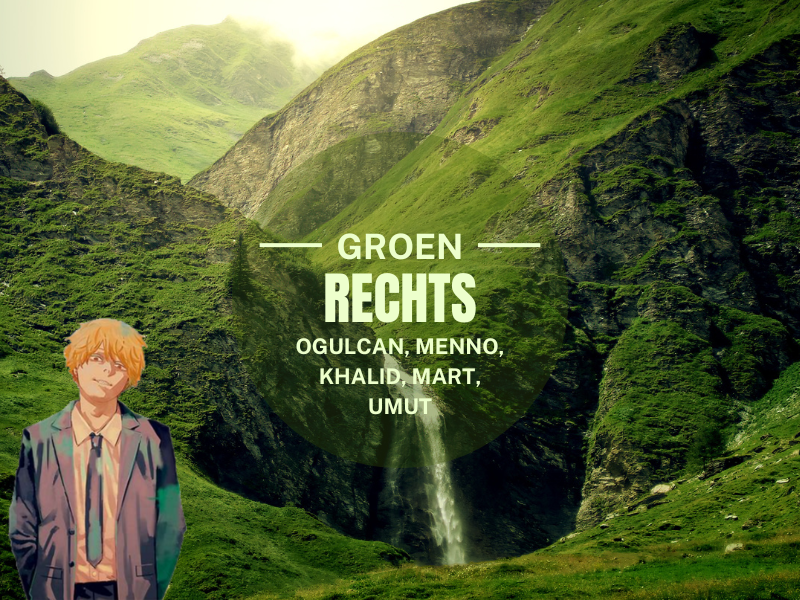 GROEN
RECHTS
OGULCAN, MENNO,
KHALID, MART,
UMUT